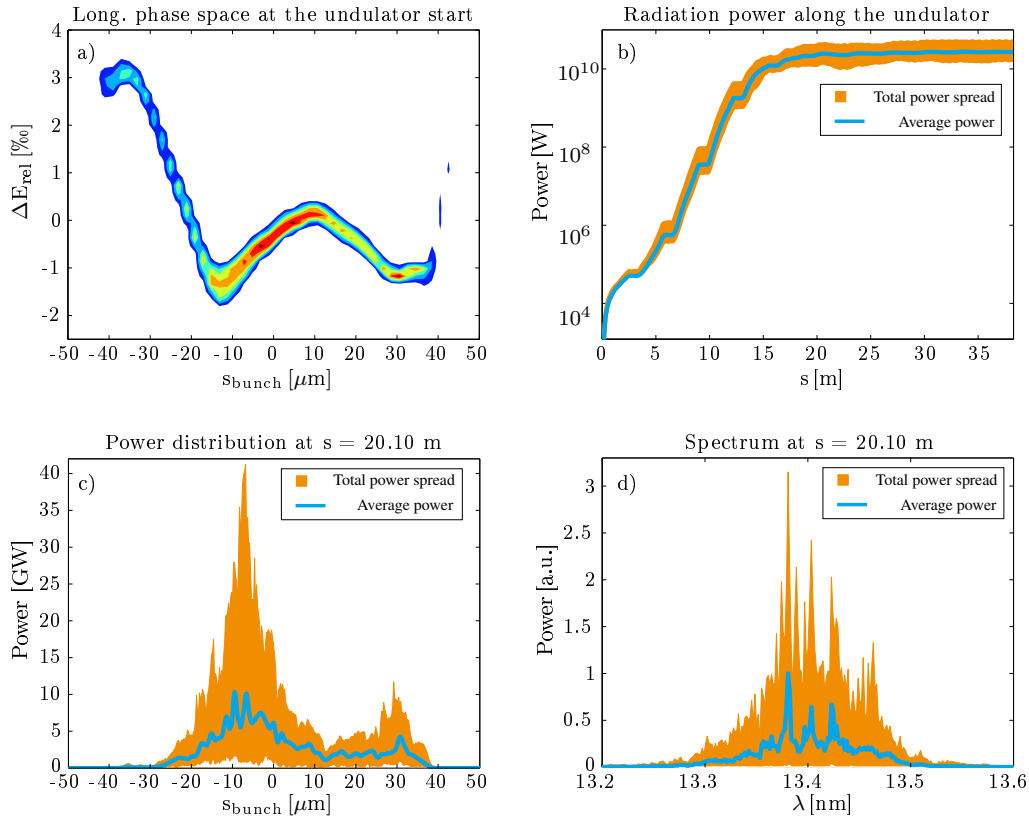 Long. phase space at the undulator start
a)
4
3
2
1
0
-1
-2
ΔE_rel [‰]
-50 -40 -30 -20 -10 0 10 20 30 40 50
s_bunch [μm]
Radiation power along the undulator
b)
10^10
10^8
10^6
10^4
Power [W]
Total power spread
Average power
0 5 10 15 20 25 30 35
s [m]
Power distribution at s = 20.10 m
c)
40
35
30
25
20
15
10
5
0
Power [GW]
Total power spread
Average power
-50 -40 -30 -20 -10 0 10 20 30 40 50
s_bunch [μm]
Spectrum at s = 20.10 m
d)
3
2.5
2
1.5
1
0.5
0
Power [a.u.]
Total power spread
Average power
13.2 13.3 13.4 13.5 13.6
λ [nm]